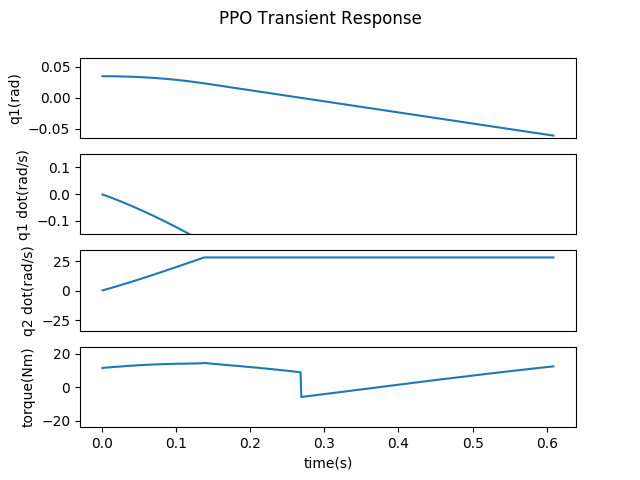 PPO Transient Response
q1(rad)
0.05
0.00
−0.05
q1 dot(rad/s)
0.1
0.0
−0.1
q2 dot(rad/s)
25
0
−25
torque(Nm)
20
0
−20
0.0 0.1 0.2 0.3 0.4 0.5 0.6
time(s)